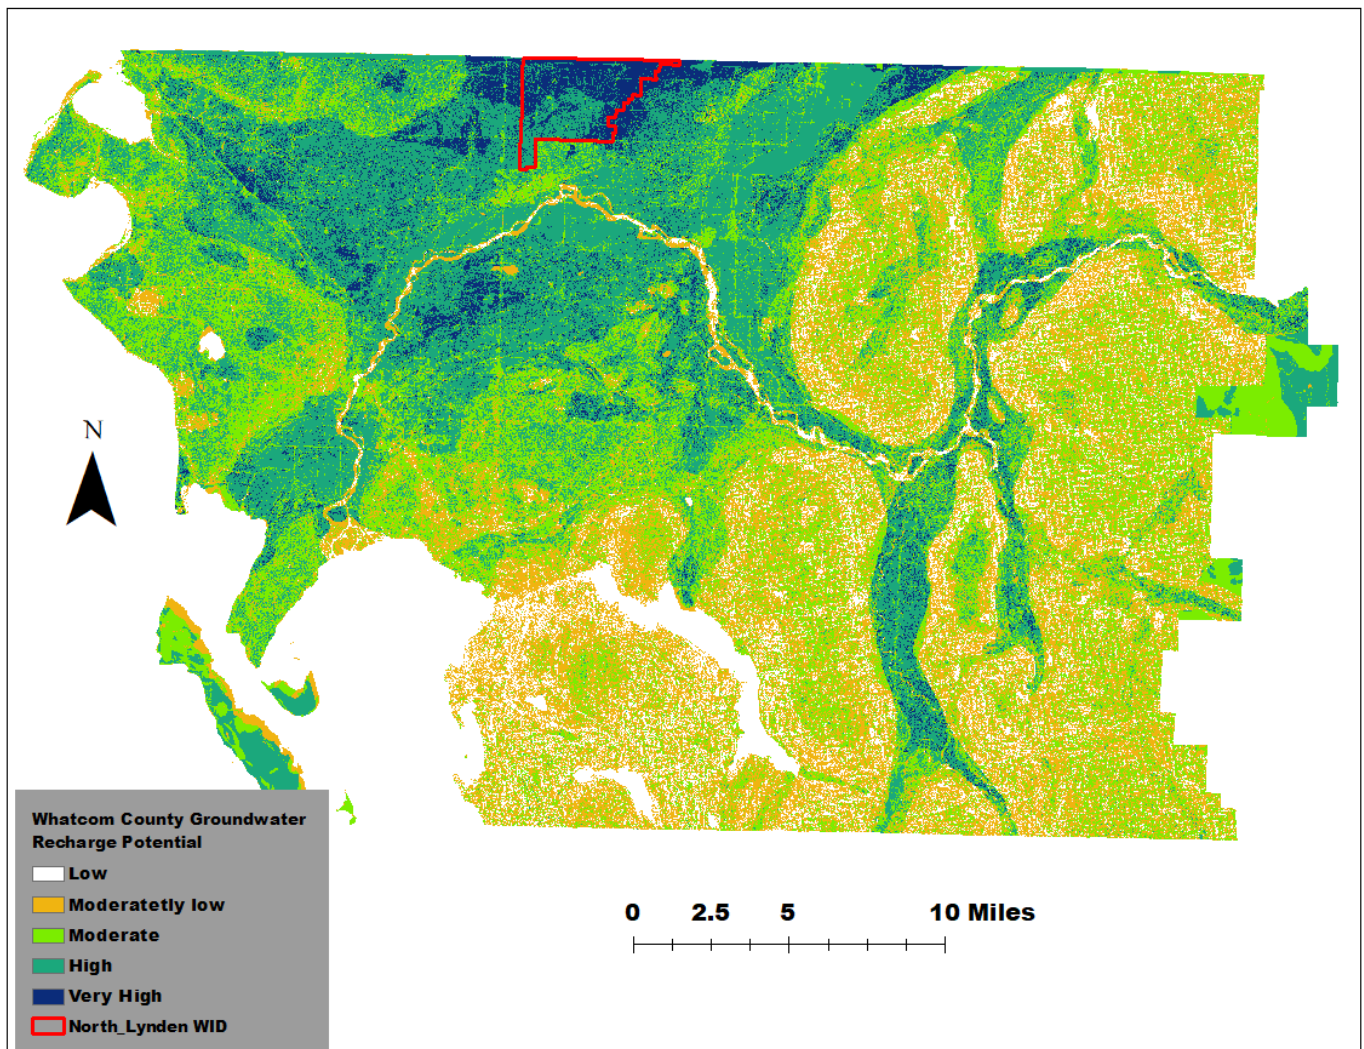 N
Whatcom County Groundwater
Recharge Potential
Low
Moderatetly low
Moderate
High
Very High
North_Lynden WID
0 2.5 5 10 Miles